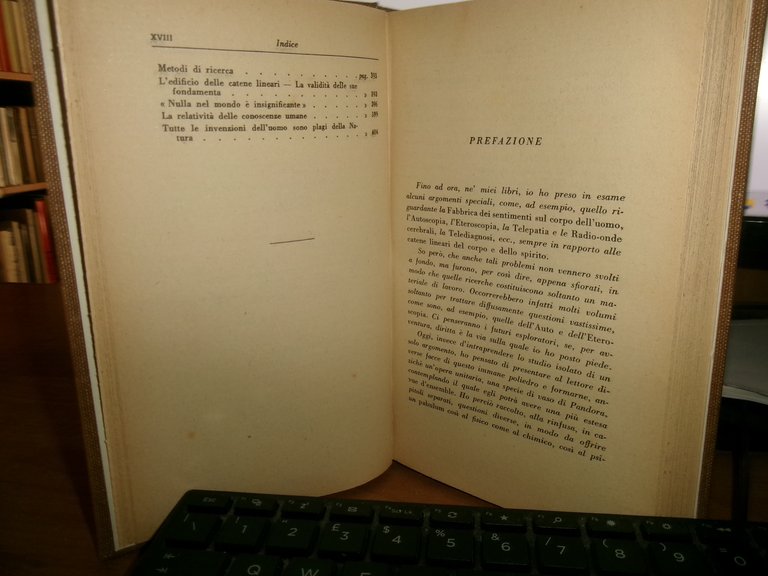 XVIII
Indice
Metodi di ricerca . . . . . . . . . pag.
L'edificio delle catene lineari — La validità delle sue
fondamenta . . . . . . . . . . »
« Nulla nel mondo è insignificante » . . . . . »
La relatività delle conoscenze umane . . . . . »
Tutte le invenzioni dell'uomo sono plagi della Na-
tura . . . . . . . . . . . »
PREFAZIONE
Fino ad ora, ne' miei libri, io ho preso in esame
alcuni argomenti speciali, come, ad esempio, quello ri-
guardante la Fabbrica dei sentimenti sul corpo dell'uomo,
l'Autoscopia, l'Eteroscopia, la Telepatia e le Radio-onde
cerebrali, la Telediagnosi, ecc., sempre in rapporto alle
catene lineari del corpo e dello spirito.
So però, che anche tali problemi non vennero svolti
a fondo, ma furono, per così dire, appena sfiorati, in
modo che quelle ricerche costituiscono soltanto un ma-
teriale di lavoro. Occorrerebbero infatti molti volumi
soltanto per trattare diffusamente questioni vastissime,
come sono, ad esempio, quelle dell'Auto e dell'Etero-
scopia. Ci penseranno i futuri esploratori, se, per av-
ventura, diritta è la via sulla quale io ho posto piede.
Oggi, invece d'intraprendere lo studio isolato di un
solo argomento, ho pensato di presentare al lettore di-
verse facce di questo immane poliedro e formarne, an-
zichè un'opera unitaria, una specie di vaso di Pandora,
contemplando il quale egli potrà avere una più estesa
vue d'ensemble. Ho perciò raccolto, alla rinfusa, in ca-
pitoli separati, questioni diverse, in modo da offrire
un pabulum così al fisico come al chimico, così al psi-
1
2
£
3
4
5
6
7
8
9
0
Q
W
E
R
T
Y
U
I
O